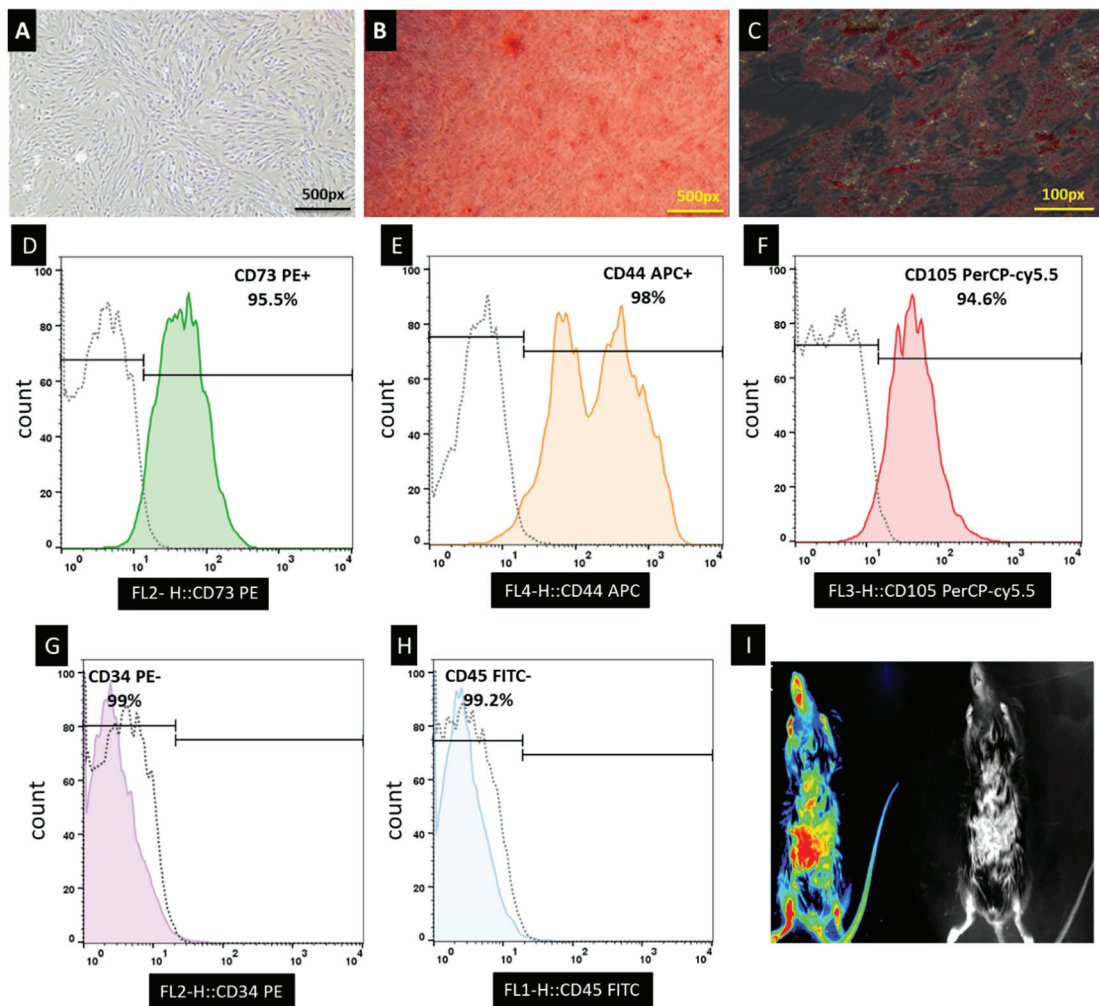 A
500px
B
500px
C
100px
D
CD73 PE+
95.5%
count
100
80
60
40
20
0
10^0
10^1
10^2
10^3
10^4
FL2- H::CD73 PE
E
CD44 APC+
98%
count
100
80
60
40
20
0
10^0
10^1
10^2
10^3
10^4
FL4-H::CD44 APC
F
CD105 PerCP-cy5.5
94.6%
count
100
80
60
40
20
0
10^0
10^1
10^2
10^3
10^4
FL3-H::CD105 PerCP-cy5.5
G
CD34 PE-
99%
count
100
80
60
40
20
0
10^0
10^1
10^2
10^3
10^4
FL2-H::CD34 PE
H
CD45 FITC-
99.2%
count
100
80
60
40
20
0
10^0
10^1
10^2
10^3
10^4
FL1-H::CD45 FITC
I